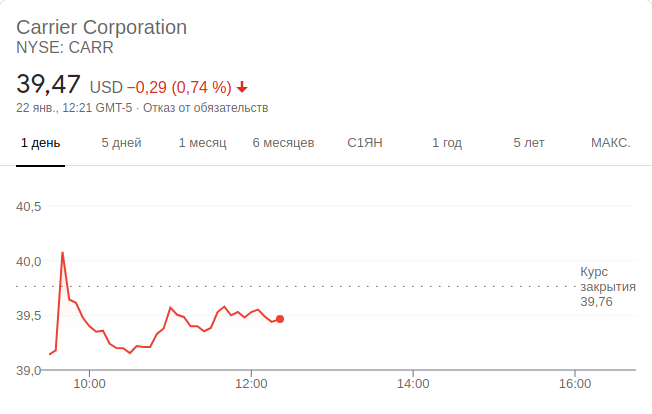 Carrier Corporation
NYSE: CARR
39,47 USD −0,29 (0,74 %)
22 янв., 12:21 GMT-5 · Отказ от обязательств
1 день 5 дней 1 месяц 6 месяцев С1ЯН 1 год 5 лет МАКС.
40,5
40,0
Курс
закрытия
39,76
39,5
39,0
10:00 12:00 14:00 16:00